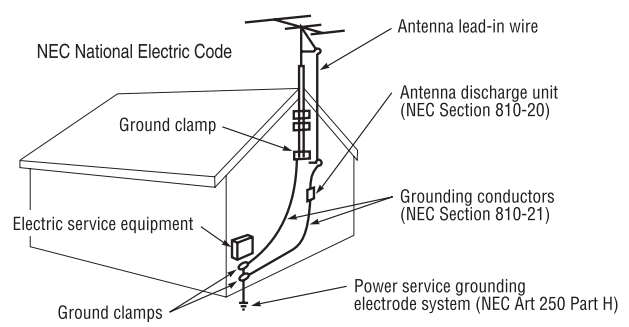 Antenna lead-in wire
NEC National Electric Code
Antenna discharge unit
(NEC Section 810-20)
Ground clamp
Grounding conductors
(NEC Section 810-21)
Electric service equipment
Power service grounding
electrode system (NEC Art 250 Part H)
Ground clamps